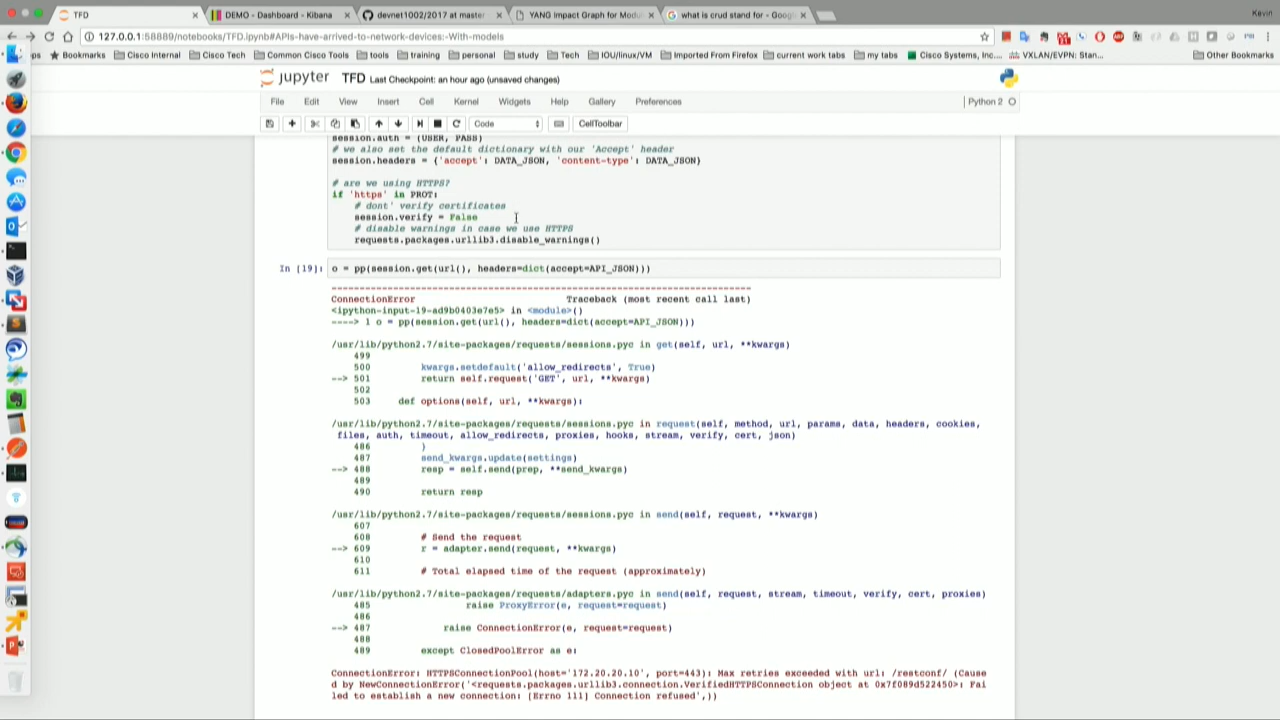 TFD
DEMO - Dashboard - Kibana
devnet1002/2017 at master
YANG Impact Graph for Modu
what is crud stand for - Goog
Kevin
127.0.0.1:58889/notebooks/TFD.ipynb#APIs-have-arrived-to-network-devices:-With-models
ps Bookmarks Cisco Internal Cisco Tech Common Cisco Tools tools training personal study Tech IOU/linux/VM Imported From Firefox current work tabs my tabs Cisco Systems, Inc.... VXLAN/EVPN: Stan... Other Bookmarks
jupyter TFD Last Checkpoint: an hour ago (unsaved changes)
File Edit View Insert Cell Kernel Widgets Help Gallery Preferences Python 2
Code CellToolbar
session.auth = (USER, PASS)
# we also set the default dictionary with our 'Accept' header
session.headers = {'accept': DATA_JSON, 'content-type': DATA_JSON)
# are we using HTTPS?
if 'https' in PROT:
# dont' verify certificates
session.verify = False
# disable warnings in case we use HTTPS
requests.packages.urllib3.disable_warnings()
In [19]: o = pp(session.get(url(), headers=dict(accept=API_JSON)))
---------------------------------------------------------------------------
ConnectionError Traceback (most recent call last)
<ipython-input-19-ad9b0403e7e5> in <module>()
----> 1 o = pp(session.get(url(), headers=dict(accept=API_JSON)))
/usr/lib/python2.7/site-packages/requests/sessions.pyc in get(self, url, **kwargs)
499
500 kwargs.setdefault('allow_redirects', True)
--> 501 return self.request('GET', url, **kwargs)
502
503 def options(self, url, **kwargs):
/usr/lib/python2.7/site-packages/requests/sessions.pyc in request(self, method, url, params, data, headers, cookies,
files, auth, timeout, allow_redirects, proxies, hooks, stream, verify, cert, json)
486 )
487 send_kwargs.update(settings)
--> 488 resp = self.send(prep, **send_kwargs)
489
490 return resp
/usr/lib/python2.7/site-packages/requests/sessions.pyc in send(self, request, **kwargs)
607
608 # Send the request
--> 609 r = adapter.send(request, **kwargs)
610
611 # Total elapsed time of the request (approximately)
/usr/lib/python2.7/site-packages/requests/adapters.pyc in send(self, request, stream, timeout, verify, cert, proxies)
485 raise ProxyError(e, request=request)
486
--> 487 raise ConnectionError(e, request=request)
488
489 except ClosedPoolError as e:
ConnectionError: HTTPSConnectionPool(host='172.20.20.10', port=443): Max retries exceeded with url: /restconf/ (Cause
d by NewConnectionError('<requests.packages.urllib3.connection.VerifiedHTTPSConnection object at 0x7f089d522450>: Fai
led to establish a new connection: [Errno 111] Connection refused',))